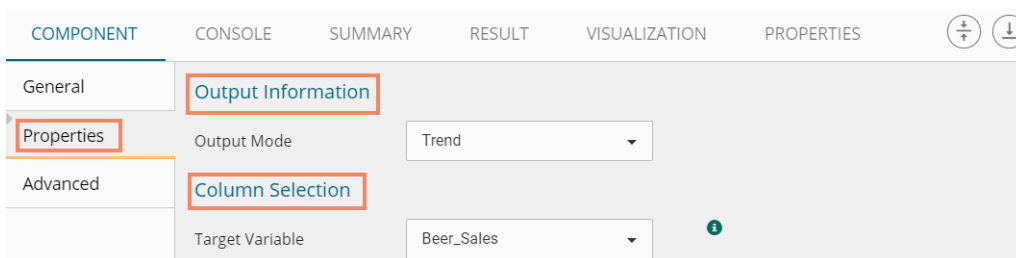 COMPONENT CONSOLE SUMMARY RESULT VISUALIZATION PROPERTIES
General
Output Information
Properties
Output Mode Trend
Advanced
Column Selection
Target Variable Beer_Sales